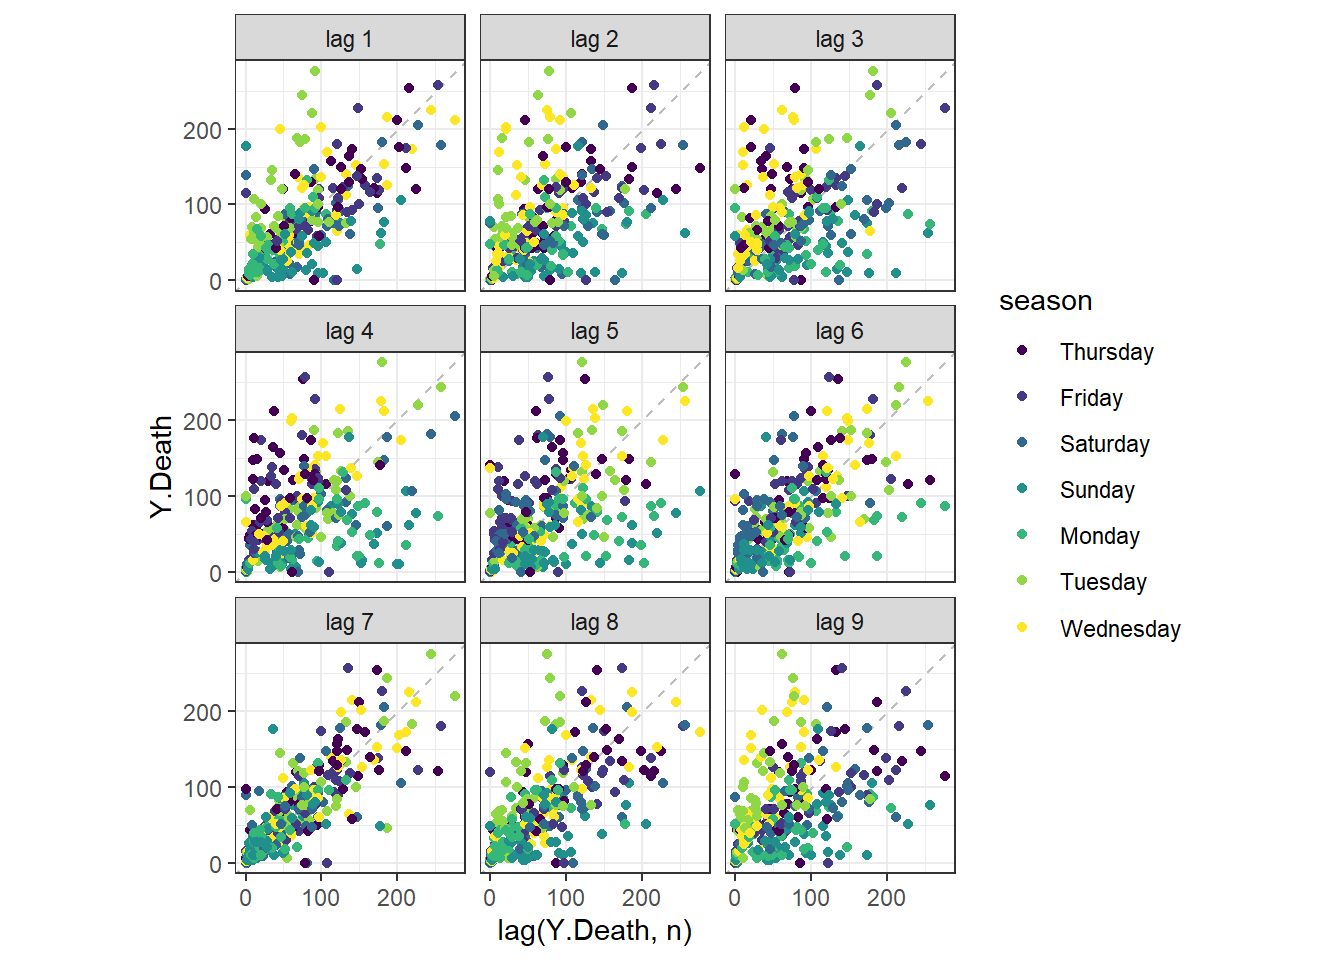 lag 1
lag 2
lag 3
200
100
0
lag 4
lag 5
lag 6
200
100
0
lag 7
lag 8
lag 9
200
100
0
0 100 200
0 100 200
0 100 200
Y.Death
lag(Y.Death, n)
season
Thursday
Friday
Saturday
Sunday
Monday
Tuesday
Wednesday